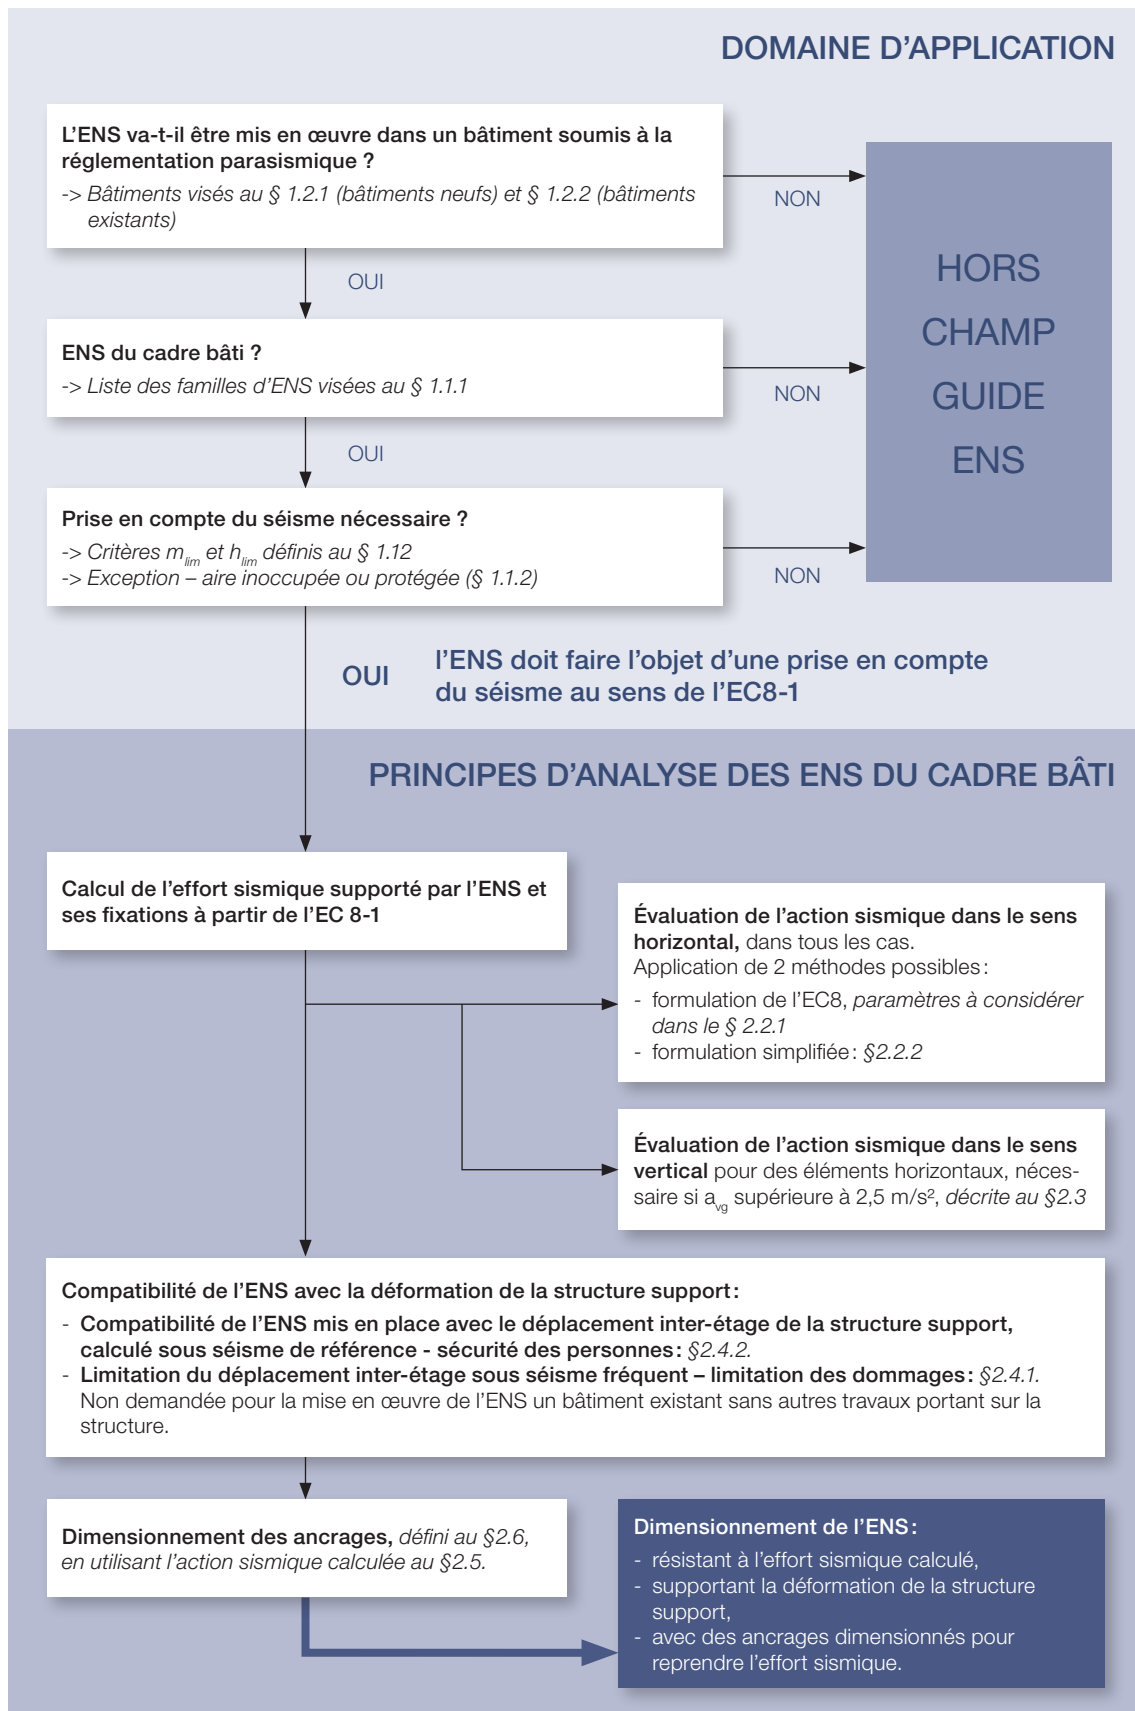 DOMAINE D’APPLICATION
L’ENS va-t-il être mis en œuvre dans un bâtiment soumis à la
réglementation parasismique ?
-> Bâtiments visés au § 1.2.1 (bâtiments neufs) et § 1.2.2 (bâtiments
existants)
NON
OUI
HORS
CHAMP
GUIDE
ENS
ENS du cadre bâti ?
-> Liste des familles d’ENS visées au § 1.1.1
NON
OUI
Prise en compte du séisme nécessaire ?
-> Critères mlim et hlim définis au § 1.12
-> Exception – aire inoccupée ou protégée (§ 1.1.2)
NON
OUI
l’ENS doit faire l’objet d’une prise en compte
du séisme au sens de l’EC8-1
PRINCIPES D’ANALYSE DES ENS DU CADRE BÂTI
Calcul de l’effort sismique supporté par l’ENS et
ses fixations à partir de l’EC 8-1
Évaluation de l’action sismique dans le sens
horizontal, dans tous les cas.
Application de 2 méthodes possibles :
- formulation de l’EC8, paramètres à considérer
dans le § 2.2.1
- formulation simplifiée : §2.2.2
Évaluation de l’action sismique dans le sens
vertical pour des éléments horizontaux, néces-
saire si avg supérieure à 2,5 m/s², décrite au §2.3
Compatibilité de l’ENS avec la déformation de la structure support :
- Compatibilité de l’ENS mis en place avec le déplacement inter-étage de la structure support,
calculé sous séisme de référence - sécurité des personnes : §2.4.2.
- Limitation du déplacement inter-étage sous séisme fréquent – limitation des dommages : §2.4.1.
Non demandée pour la mise en œuvre de l’ENS un bâtiment existant sans autres travaux portant sur la
structure.
Dimensionnement des ancrages, défini au §2.6,
en utilisant l’action sismique calculée au §2.5.
Dimensionnement de l’ENS :
- résistant à l’effort sismique calculé,
- supportant la déformation de la structure
support,
- avec des ancrages dimensionnés pour
reprendre l’effort sismique.